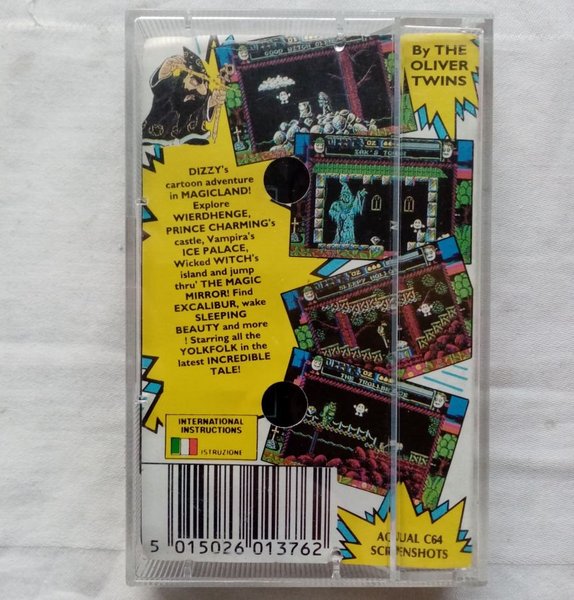 By THE
OLIVER
TWINS
DIZZY's
cartoon adventure
in MAGICLAND!
Explore
WIERDHENGE,
PRINCE CHARMING's
castle, Vampira's
ICE PALACE,
Wicked WITCH's
island and jump
thru' THE MAGIC
MIRROR! Find
EXCALIBUR, wake
SLEEPING
BEAUTY and more
! Starring all the
YOLKFOLK in the
latest INCREDIBLE
TALE!
THE TROLLBRIDGE
INTERNATIONAL
INSTRUCTIONS
ISTRUZIONE
5 015026 013762
ACTUAL C64
SCREENSHOTS